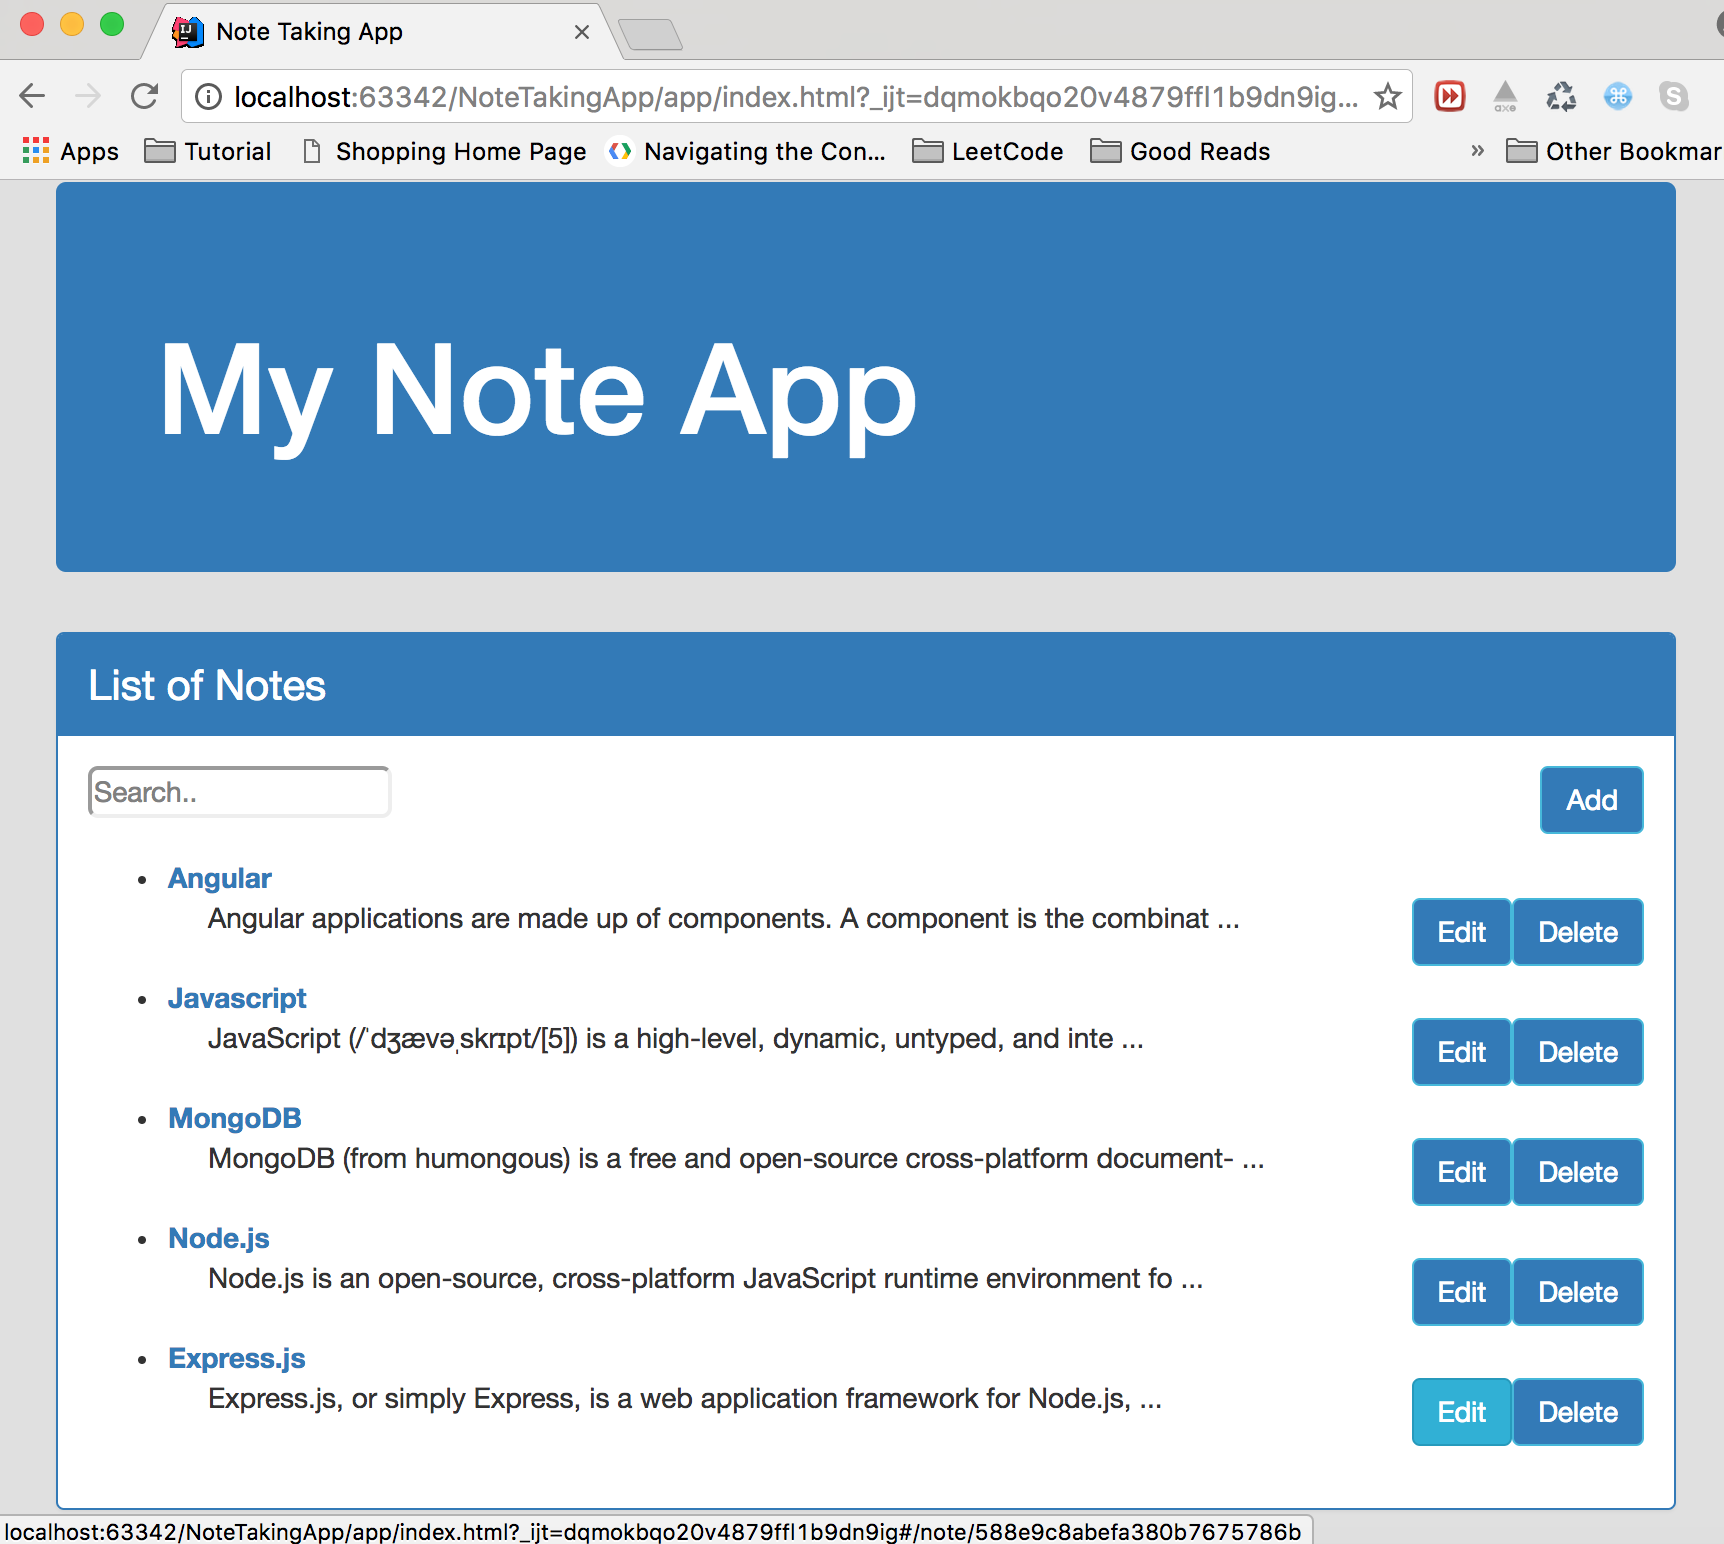 Note Taking App
localhost:63342/NoteTakingApp/app/index.html?_ijt=dqmokbqo20v4879ffl1b9dn9ig...
axe
S
Apps Tutorial Shopping Home Page Navigating the Con... LeetCode Good Reads » Other Bookmar
My Note App
List of Notes
Search..
Add
Angular
Angular applications are made up of components. A component is the combinat ...
Edit Delete
Javascript
JavaScript (/ˈdʒævəˌskrɪpt/[5]) is a high-level, dynamic, untyped, and inte ...
Edit Delete
MongoDB
MongoDB (from humongous) is a free and open-source cross-platform document- ...
Edit Delete
Node.js
Node.js is an open-source, cross-platform JavaScript runtime environment fo ...
Edit Delete
Express.js
Express.js, or simply Express, is a web application framework for Node.js, ...
Edit Delete
localhost:63342/NoteTakingApp/app/index.html?_ijt=dqmokbqo20v4879ffl1b9dn9ig#/note/588e9c8abefa380b7675786b